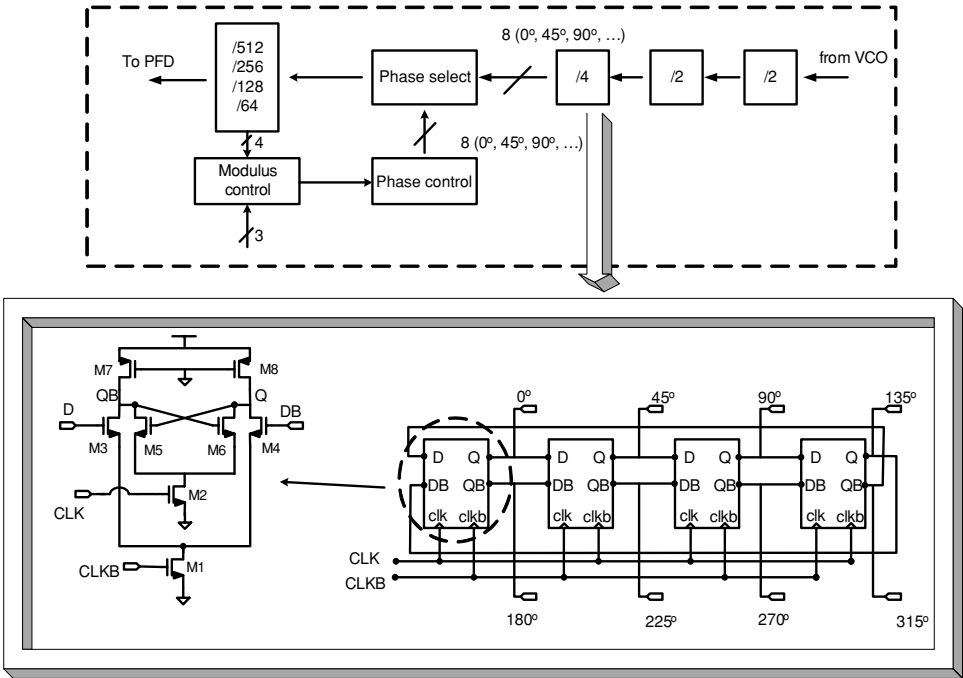 8 (0º, 45º, 90º, …)
To PFD
/512
/256
/128
/64
Phase select
/4
/2
/2
from VCO
4
8 (0º, 45º, 90º, …)
Modulus
control
Phase control
3
M7
M8
QB
Q
D
DB
M3
M5
M6
M4
M2
CLK
CLKB
M1
0º
45º
90º
135º
D Q
DB QB
clk clkb
D Q
DB QB
clk clkb
D Q
DB QB
clk clkb
D Q
DB QB
clk clkb
CLK
CLKB
180º
225º
270º
315º